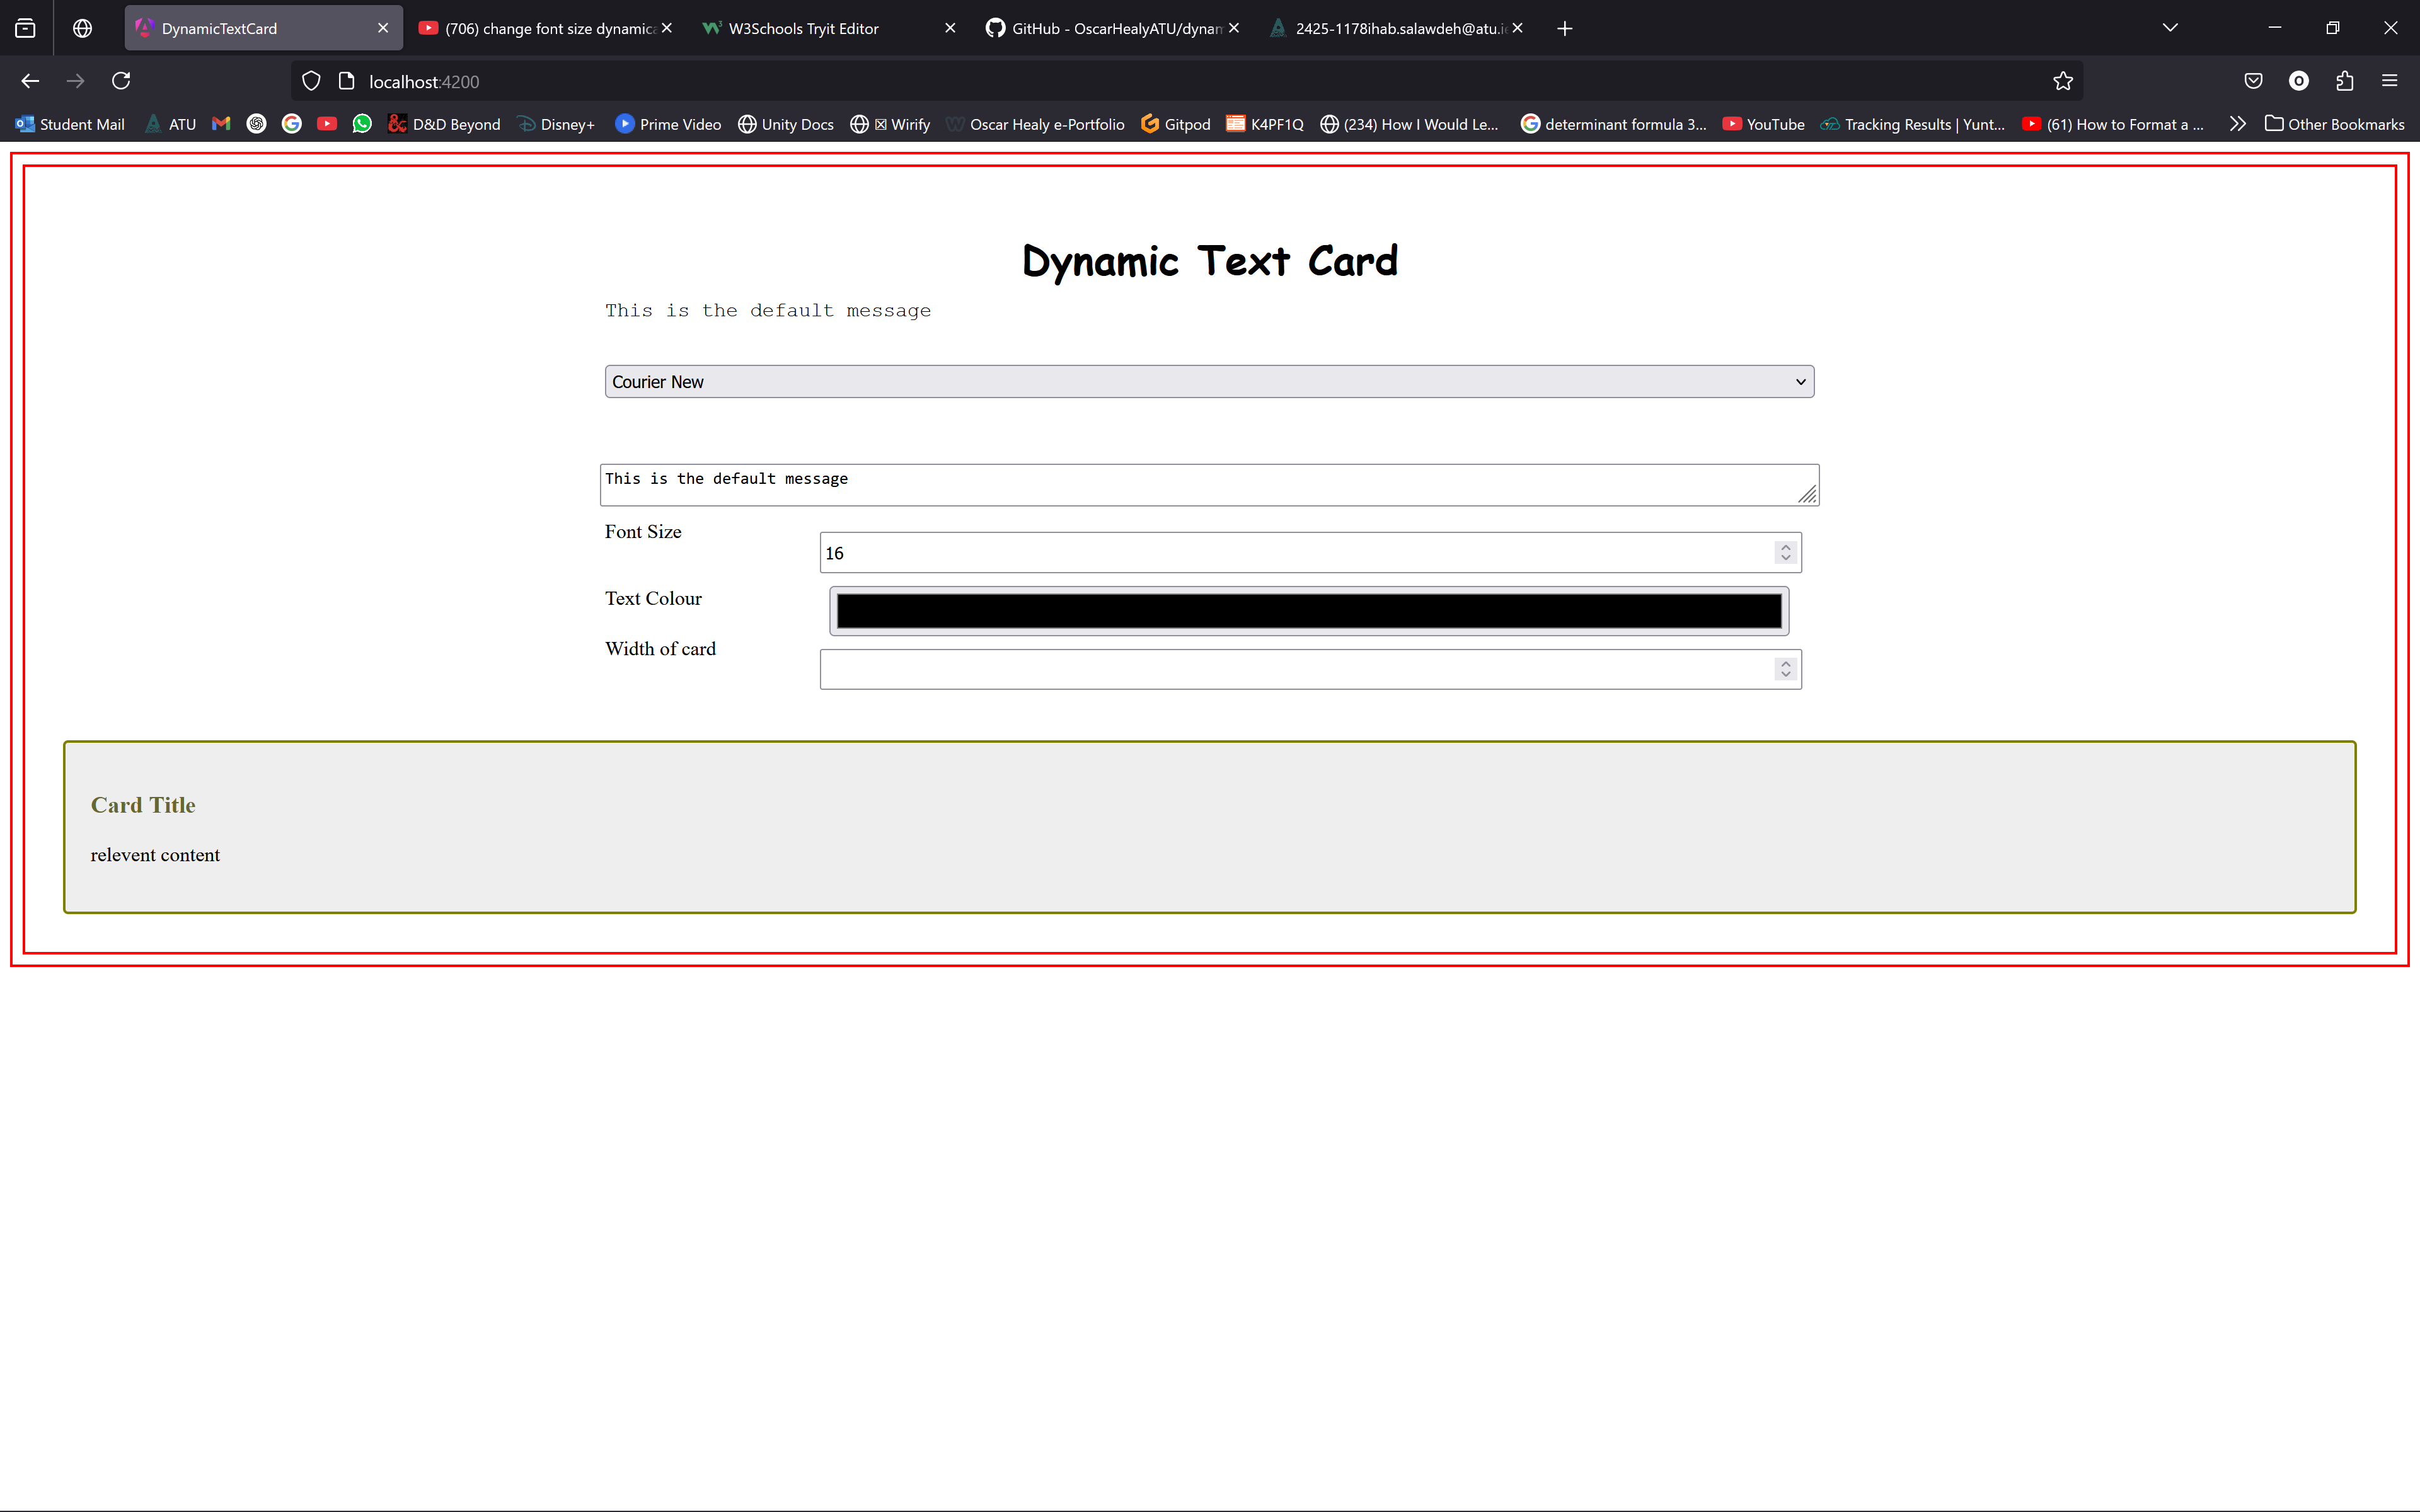 DynamicTextCard
(706) change font size dynamica
W3Schools Tryit Editor
GitHub - OscarHealyATU/dynam
2425-1178ihab.salawdeh@atu.ie
localhost:4200
Student Mail
ATU
D&D Beyond
Disney+
Prime Video
Unity Docs
Wirify
Oscar Healy e-Portfolio
Gitpod
K4PF1Q
(234) How I Would Le...
determinant formula 3...
YouTube
Tracking Results | Yunt...
(61) How to Format a ...
Other Bookmarks
Dynamic Text Card
This is the default message
Courier New
This is the default message
Font Size
16
Text Colour
Width of card
Card Title
relevent content